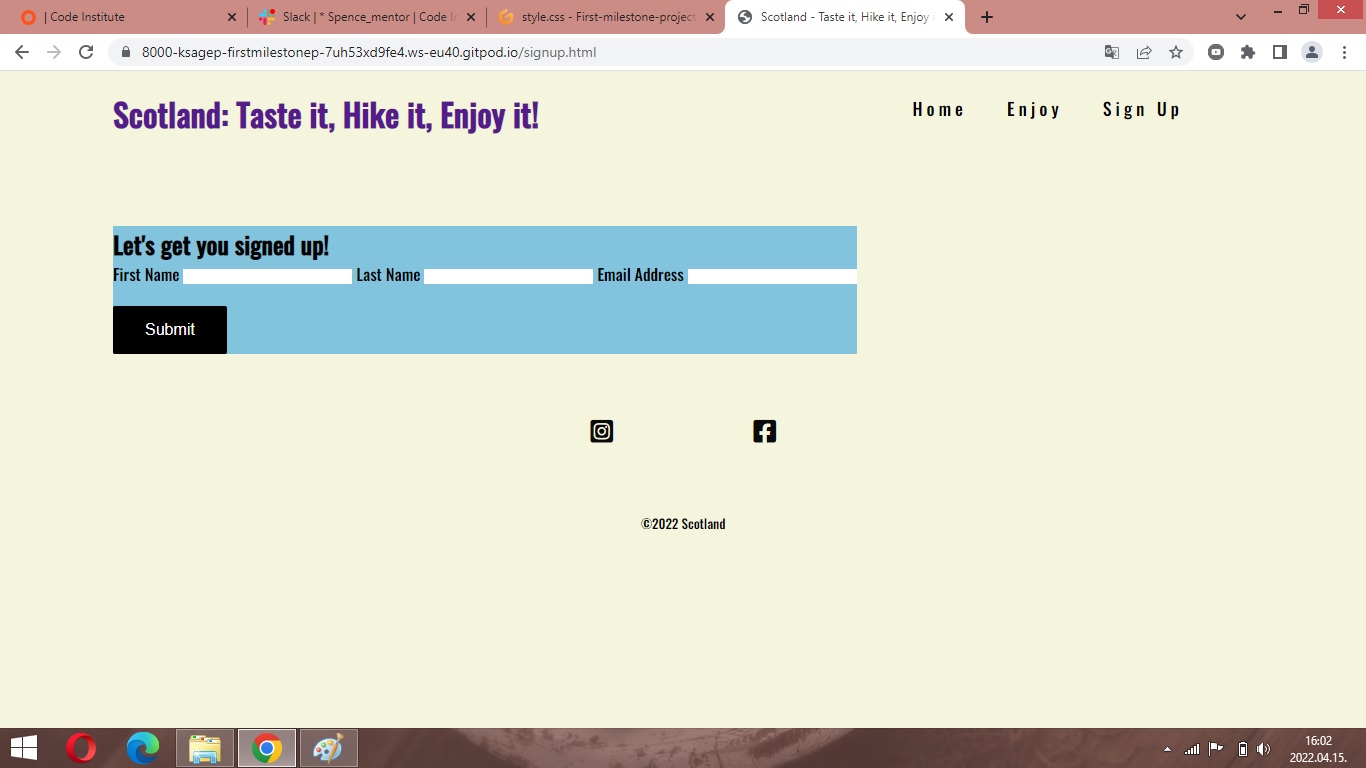 | Code Institute
Slack | * Spence_mentor | Code In
style.css - First-milestone-project
Scotland - Taste it, Hike it, Enjoy i
8000-ksagep-firstmilestonep-7uh53xd9fe4.ws-eu40.gitpod.io/signup.html
Scotland: Taste it, Hike it, Enjoy it!
Home Enjoy Sign Up
Let's get you signed up!
First Name Last Name Email Address
Submit
©2022 Scotland
16:02
2022.04.15.